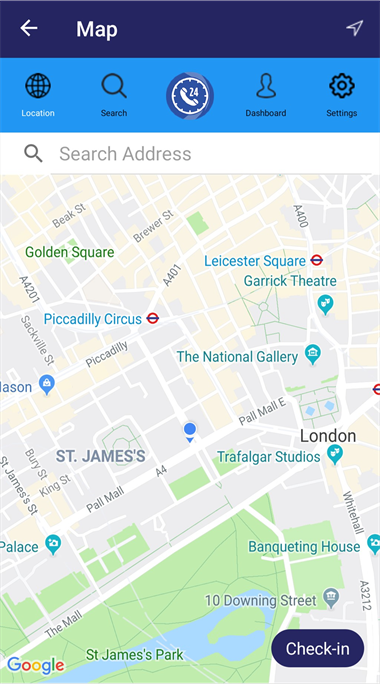 Map
24
Location
Search
Dashboard
Settings
Search Address
Beak St
Brewer St
A400
Golden Square
Leicester Square
A401
Garrick Theatre
A4201
Piccadilly Circus
Sackville St
Piccadilly
The National Gallery
Mason
Pall Mall E
London
ST. JAMES'S
Trafalgar Studios
Bury St
A4
St James's St
King St
Pall Mall
Whitehall
Palace
Banqueting House
A3212
10 Downing Street
The Mall
Check-in
St James's Park
Google